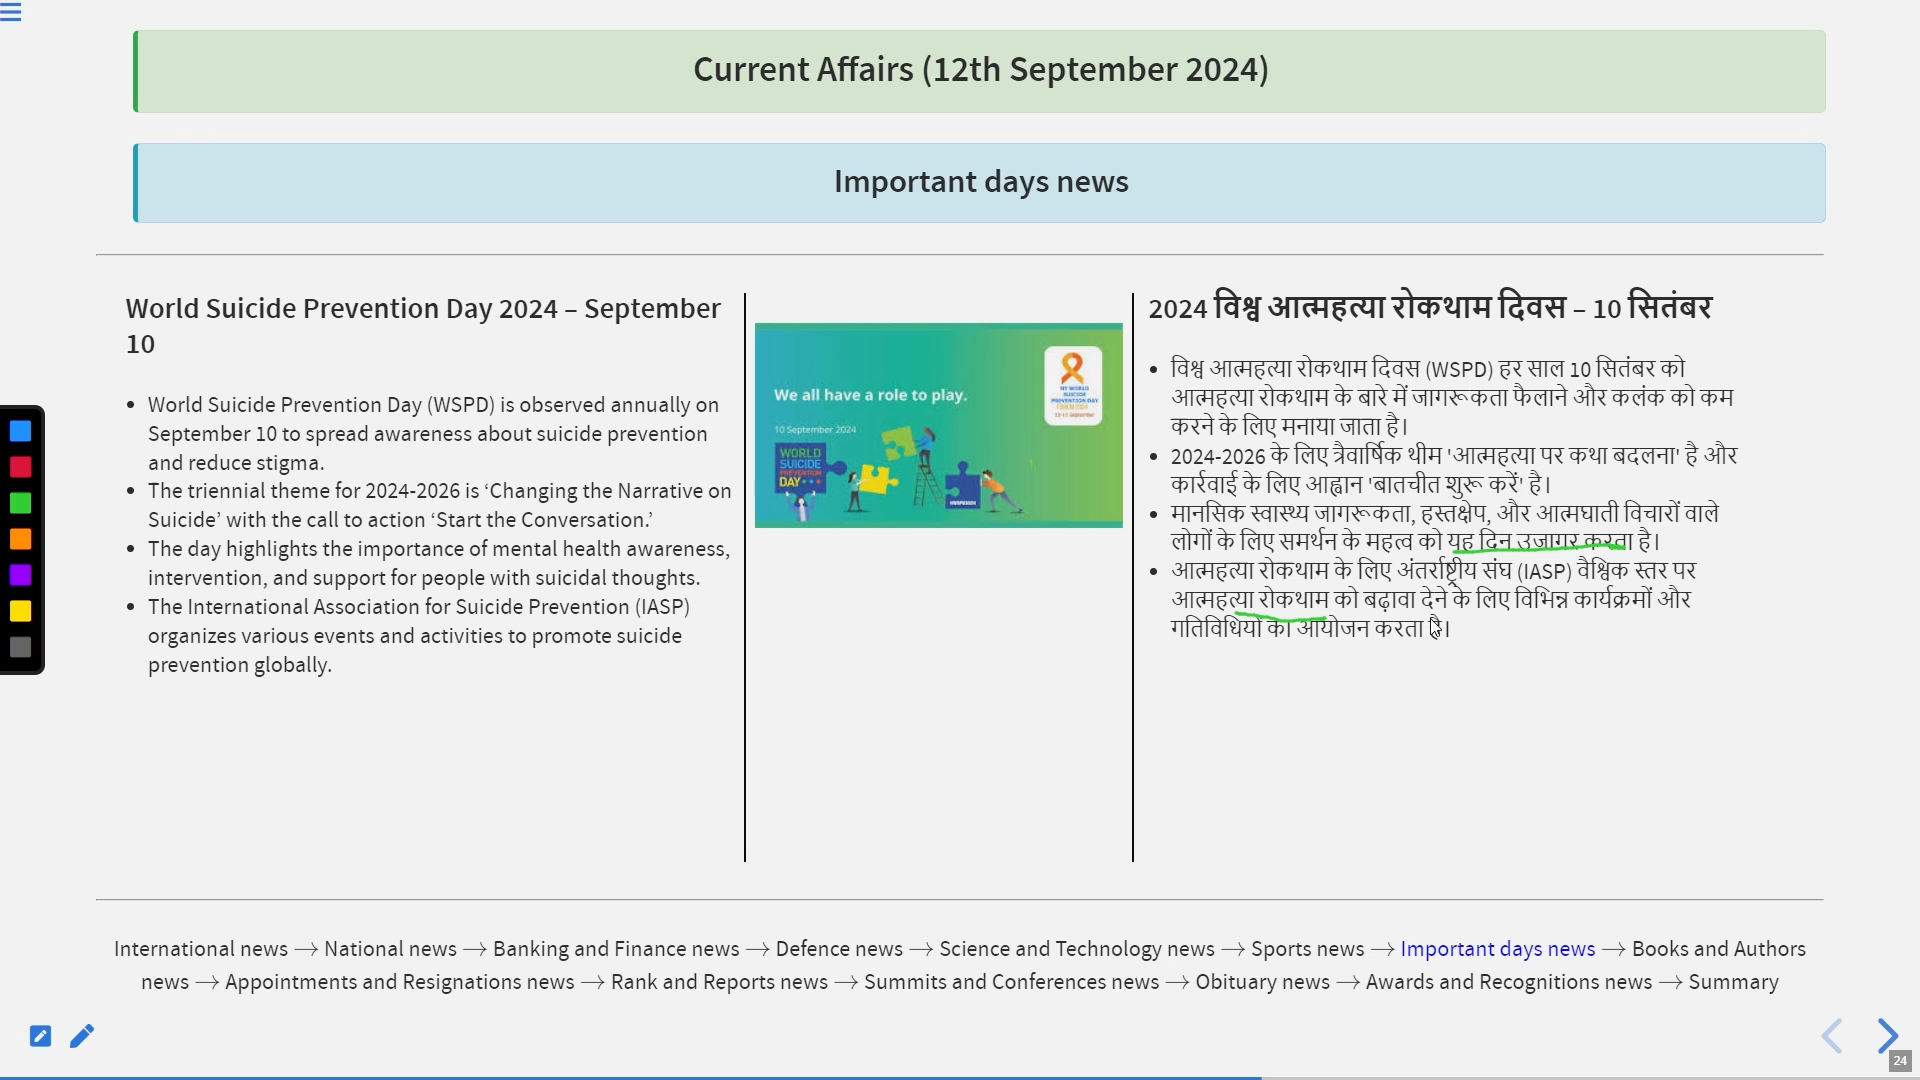 Current Affairs (12th September 2024)
Important days news
World Suicide Prevention Day 2024 – September
10
• World Suicide Prevention Day (WSPD) is observed annually on
September 10 to spread awareness about suicide prevention
and reduce stigma.
• The triennial theme for 2024-2026 is ‘Changing the Narrative on
Suicide’ with the call to action ‘Start the Conversation.’
• The day highlights the importance of mental health awareness,
intervention, and support for people with suicidal thoughts.
• The International Association for Suicide Prevention (IASP)
organizes various events and activities to promote suicide
prevention globally.
We all have a role to play.
10 September 2024
WORLD
SUICIDE
PREVENTION
DAY
WORLD
SUICIDE
PREVENTION DAY
2024 विश्व आत्महत्या रोकथाम दिवस – 10 सितंबर
• विश्व आत्महत्या रोकथाम दिवस (WSPD) हर साल 10 सितंबर को
आत्महत्या रोकथाम के बारे में जागरूकता फैलाने और कलंक को कम
करने के लिए मनाया जाता है।
• 2024-2026 के लिए त्रैवार्षिक थीम 'आत्महत्या पर कथा बदलना' है और
कार्रवाई के लिए आह्वान 'बातचीत शुरू करें' है।
• मानसिक स्वास्थ्य जागरूकता, हस्तक्षेप, और आत्मघाती विचारों वाले
लोगों के लिए समर्थन के महत्व को यह दिन उजागर करता है।
• आत्महत्या रोकथाम के लिए अंतर्राष्ट्रीय संघ (IASP) वैश्विक स्तर पर
आत्महत्या रोकथाम को बढ़ावा देने के लिए विभिन्न कार्यक्रमों और
गतिविधियों का आयोजन करता है।
International news → National news → Banking and Finance news → Defence news → Science and Technology news → Sports news → Important days news → Books and Authors
news → Appointments and Resignations news → Rank and Reports news → Summits and Conferences news → Obituary news → Awards and Recognitions news → Summary
24